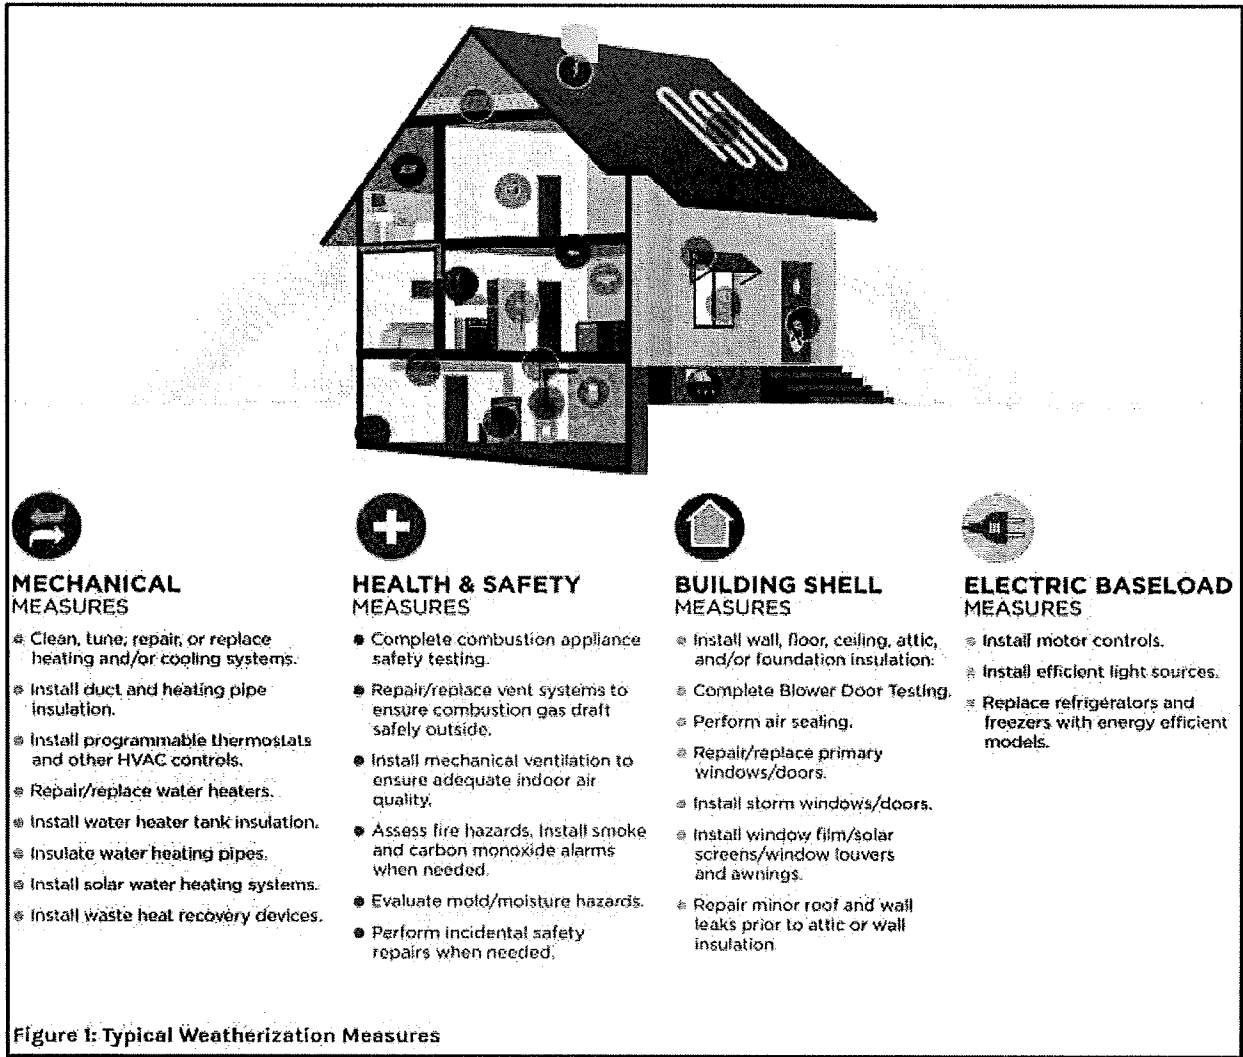 MECHANICAL
MEASURES
Clean, tune, repair, or replace
heating and/or cooling systems.
Install duct and heating pipe
insulation.
Install programmable thermostats
and other HVAC controls.
Repair/replace water heaters.
Install water heater tank insulation.
Insulate water heating pipes.
Install solar water heating systems.
Install waste heat recovery devices.
HEALTH & SAFETY
MEASURES
Complete combustion appliance
safety testing.
Repair/replace vent systems to
ensure combustion gas draft
safely outside.
Install mechanical ventilation to
ensure adequate indoor air
quality.
Assess fire hazards. Install smoke
and carbon monoxide alarms
when needed.
Evaluate mold/moisture hazards.
Perform incidental safety
repairs when needed.
BUILDING SHELL
MEASURES
Install wall, floor, ceiling, attic,
and/or foundation insulation.
Complete Blower Door Testing.
Perform air sealing.
Repair/replace primary
windows/doors.
Install storm windows/doors.
Install window film/solar
screens/window louvers
and awnings.
Repair minor roof and wall
leaks prior to attic or wall
insulation
ELECTRIC BASELOAD
MEASURES
Install motor controls.
Install efficient light sources.
Replace refrigerators and
freezers with energy efficient
models.
Figure 1: Typical Weatherization Measures